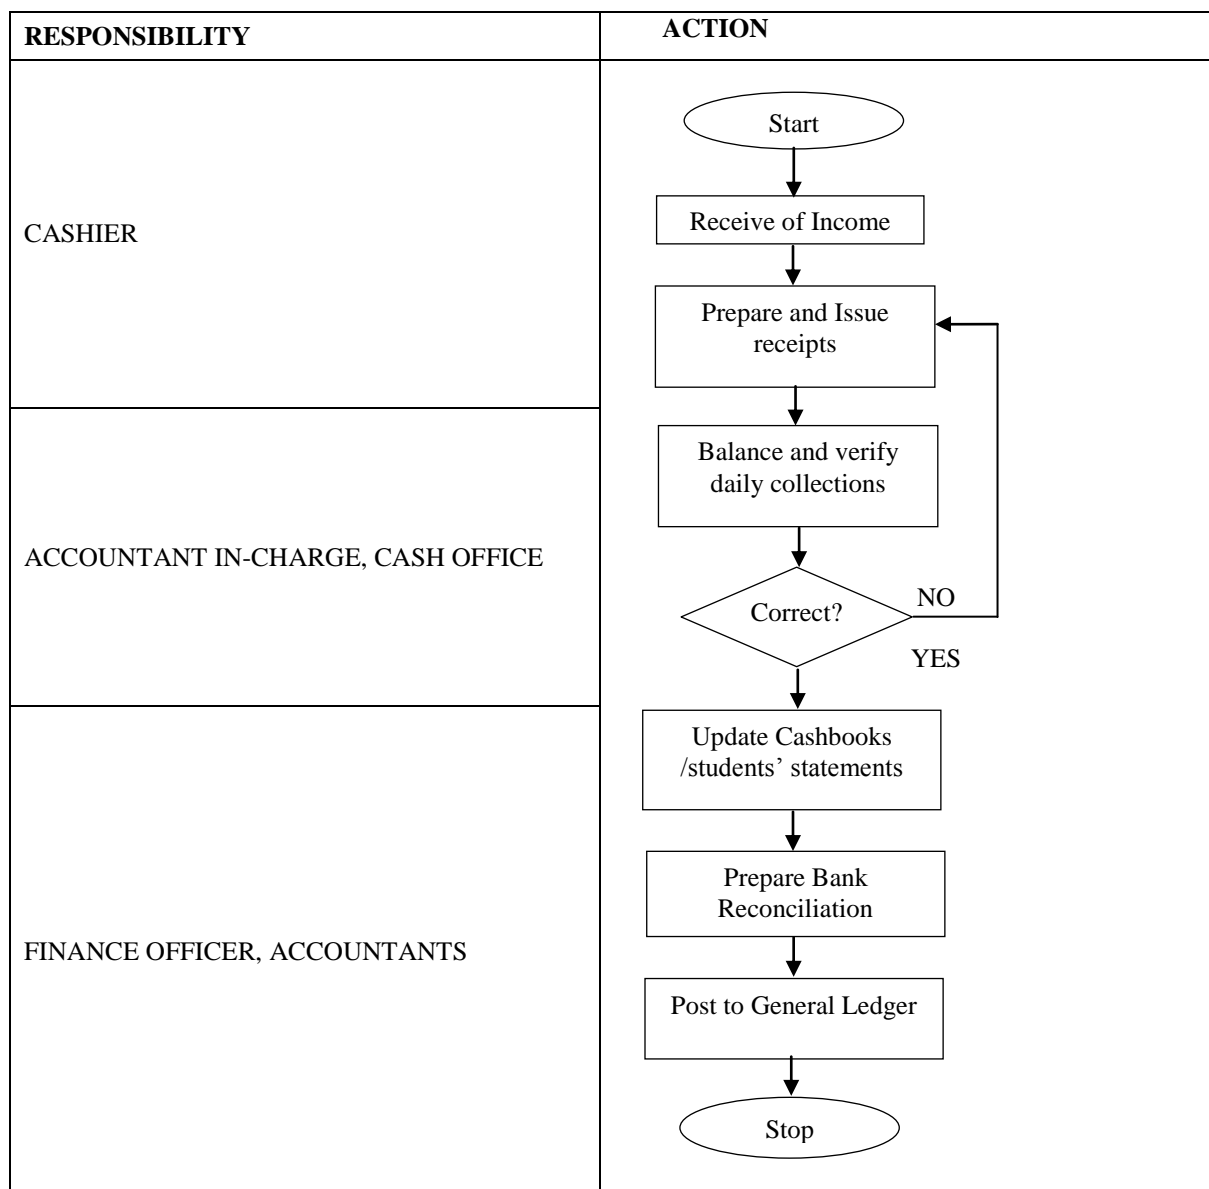 RESPONSIBILITY
ACTION
CASHIER
Start
Receive of Income
Prepare and Issue
receipts
ACCOUNTANT IN-CHARGE, CASH OFFICE
Balance and verify
daily collections
Correct?
NO
YES
FINANCE OFFICER, ACCOUNTANTS
Update Cashbooks
/students’ statements
Prepare Bank
Reconciliation
Post to General Ledger
Stop